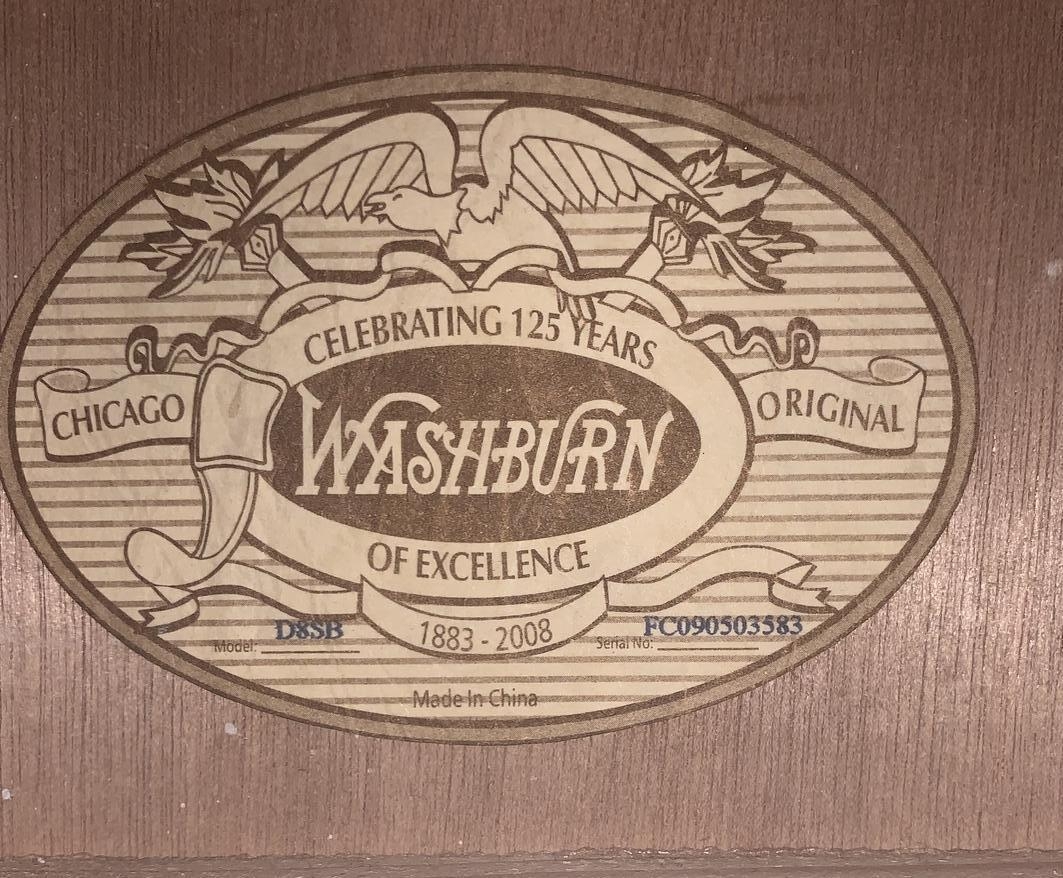 CELEBRATING 125 YEARS
CHICAGO
WASHBURN
ORIGINAL
OF EXCELLENCE
1883 - 2008
Model: D8SB
Serial No: FC090503583
Made In China